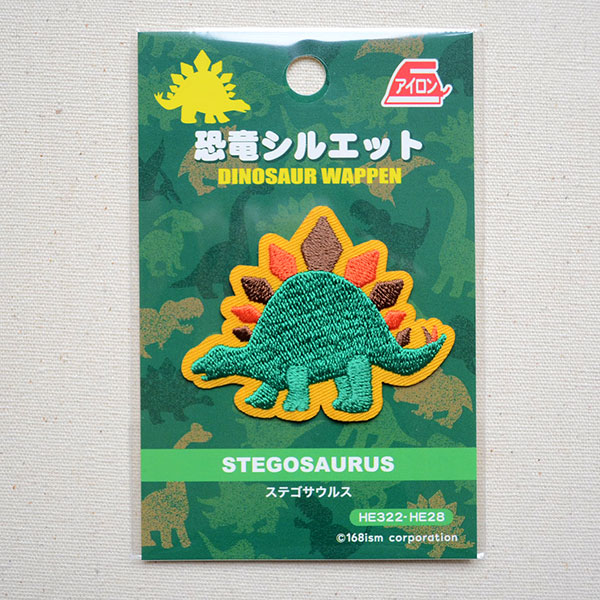 アイロン
恐竜シルエット
DINOSAUR WAPPEN
STEGOSAURUS
ステゴサウルス
HE322-HE28
©168ism corporation